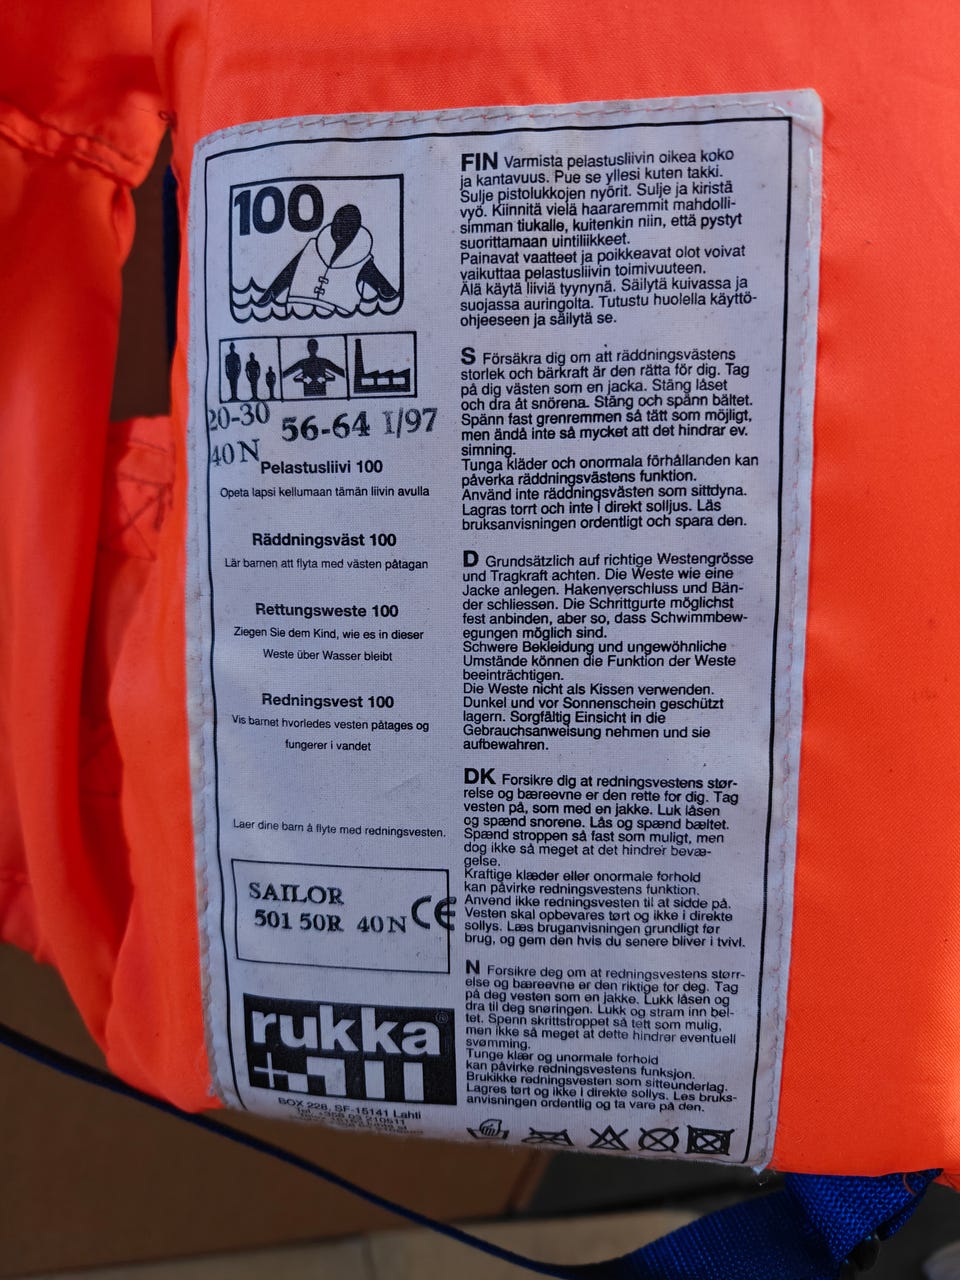 100
20-30
40 N
56-64
I/97
Pelastusliivi 100
Opeta lapsi kellumaan tämän liivin avulla
Räddningsväst 100
Lär barnen att flyta med västen påtagan
Rettungsweste 100
Ziegen Sie dem Kind, wie es in dieser
Weste über Wasser bleibt
Redningsvest 100
Vis barnet hvorledes vesten påtages og
fungerer i vandet
Laer dine barn å flyte med redningsvesten.
SAILOR
501 50R 40 N CE
rukka®
BOX 228, SF-15141 Lahti
FIN Varmista pelastusliivin oikea koko
ja kantavuus. Pue se yllesi kuten takki.
Sulje pistolukkojen nyörit. Sulje ja kiristä
vyö. Kiinnitä vielä haararemmit mahdolli-
simman tiukalle, kuitenkin niin, että pystyt
suorittamaan uintiliikkeet.
Painavat vaatteet ja poikkeavat olot voivat
vaikuttaa pelastusliivin toimivuuteen.
Älä käytä liiviä tyynynä. Säilytä kuivassa ja
suojassa auringolta. Tutustu huolella käyttö-
ohjeeseen ja säilytä se.
S Försäkra dig om att räddningsvästens
storlek och bärkraft är den rätta för dig. Tag
på dig västen som en jacka. Stäng låset
och dra åt snörena. Stäng och spänn bältet.
Spänn fast grenremmen så tätt som möjligt,
men ändå inte så mycket att det hindrar ev.
simning.
Tunga kläder och onormala förhållanden kan
påverka räddningsvästens funktion.
Använd inte räddningsvästen som sittdyna.
Lagras torrt och inte i direkt solljus. Läs
bruksanvisningen ordentligt och spara den.
D Grundsätzlich auf richtige Westengrösse
und Tragkraft achten. Die Weste wie eine
Jacke anlegen. Hakenverschluss und Bän-
der schliessen. Die Schrittgurte möglichst
fest anbinden, aber so, dass Schwimmbew-
egungen möglich sind.
Schwere Bekleidung und ungewöhnliche
Umstände können die Funktion der Weste
beeinträchtigen.
Die Weste nicht als Kissen verwenden.
Dunkel und vor Sonnenschein geschützt
lagern. Sorgfältig Einsicht in die
Gebrauchsanweisung nehmen und sie
aufbewahren.
DK Forsikre dig at redningsvestens stør-
relse og bæreevne er den rette for dig. Tag
vesten på, som med en jakke. Luk låsen
og spænd snorene. Lås og spænd bæltet.
Spænd stroppen så fast som muligt, men
dog ikke så meget at det hindrer bevæ-
gelse.
Kraftige klæder eller onormale forhold
kan påvirke redningsvestens funktion.
Anvend ikke redningsvesten til at sidde på.
Vesten skal opbevares tørt og ikke i direkte
sollys. Læs bruganvisningen grundligt før
brug, og gem den hvis du senere bliver i tvivl.
N Forsikre deg om at redningsvestens størr-
else og bæreevne er den riktige for deg. Tag
på deg vesten som en jakke. Lukk låsen og
dra til deg snøringen. Lukk og stram inn bel-
tet. Spenn skrittstroppet så tett som mulig,
men ikke så meget at dette hindrer eventuell
svømming.
Tunge klær og unormale forhold
kan påvirke redningsvestens funksjon.
Brukikke redningsvesten som sitteunderlag.
Lagres tørt og ikke i direkte sollys. Les bruks-
anvisningen ordentlig og ta vare på den.